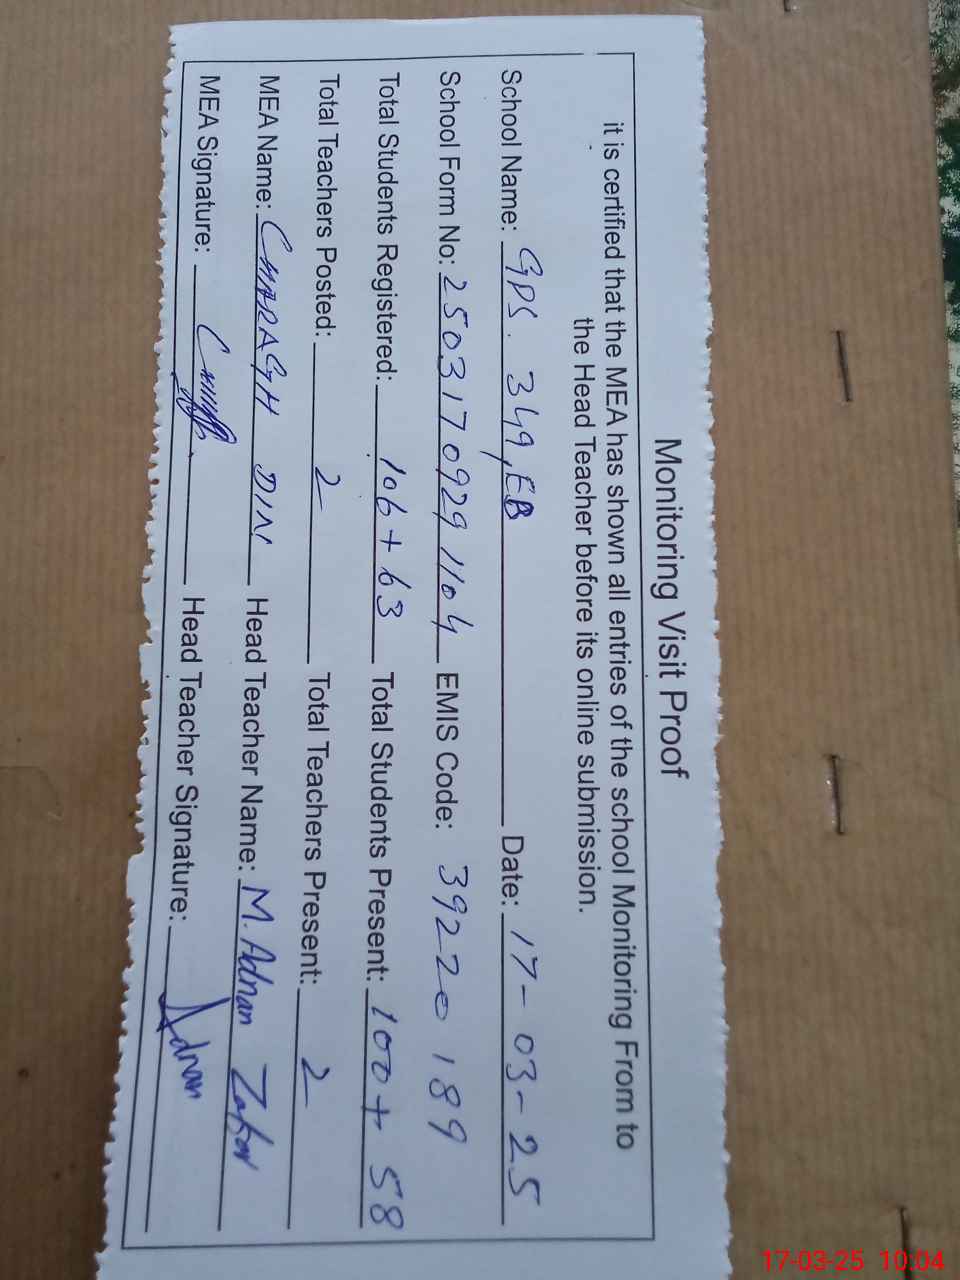 Monitoring Visit Proof
it is certified that the MEA has shown all entries of the school Monitoring From to
the Head Teacher before its online submission.
School Name: GPS. 349,EB Date: 17-03-25
School Form No: 25031709291104 EMIS Code: 39220189
Total Students Registered: 106+63 Total Students Present: 100+58
Total Teachers Posted: 2 Total Teachers Present: 2
MEA Name: CHARAGH DIN Head Teacher Name: M. Adnan Zafar
MEA Signature: Head Teacher Signature: Adnan
17-03-25 10:04